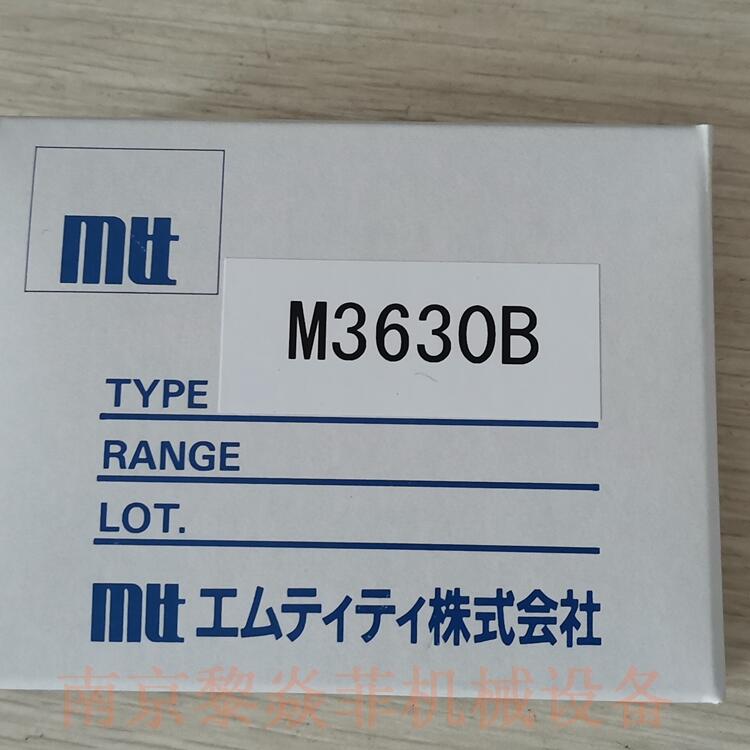 mtt
M3630B
TYPE
RANGE
LOT.
mtt エムティティ株式会社
南京黎焱菲机械设备